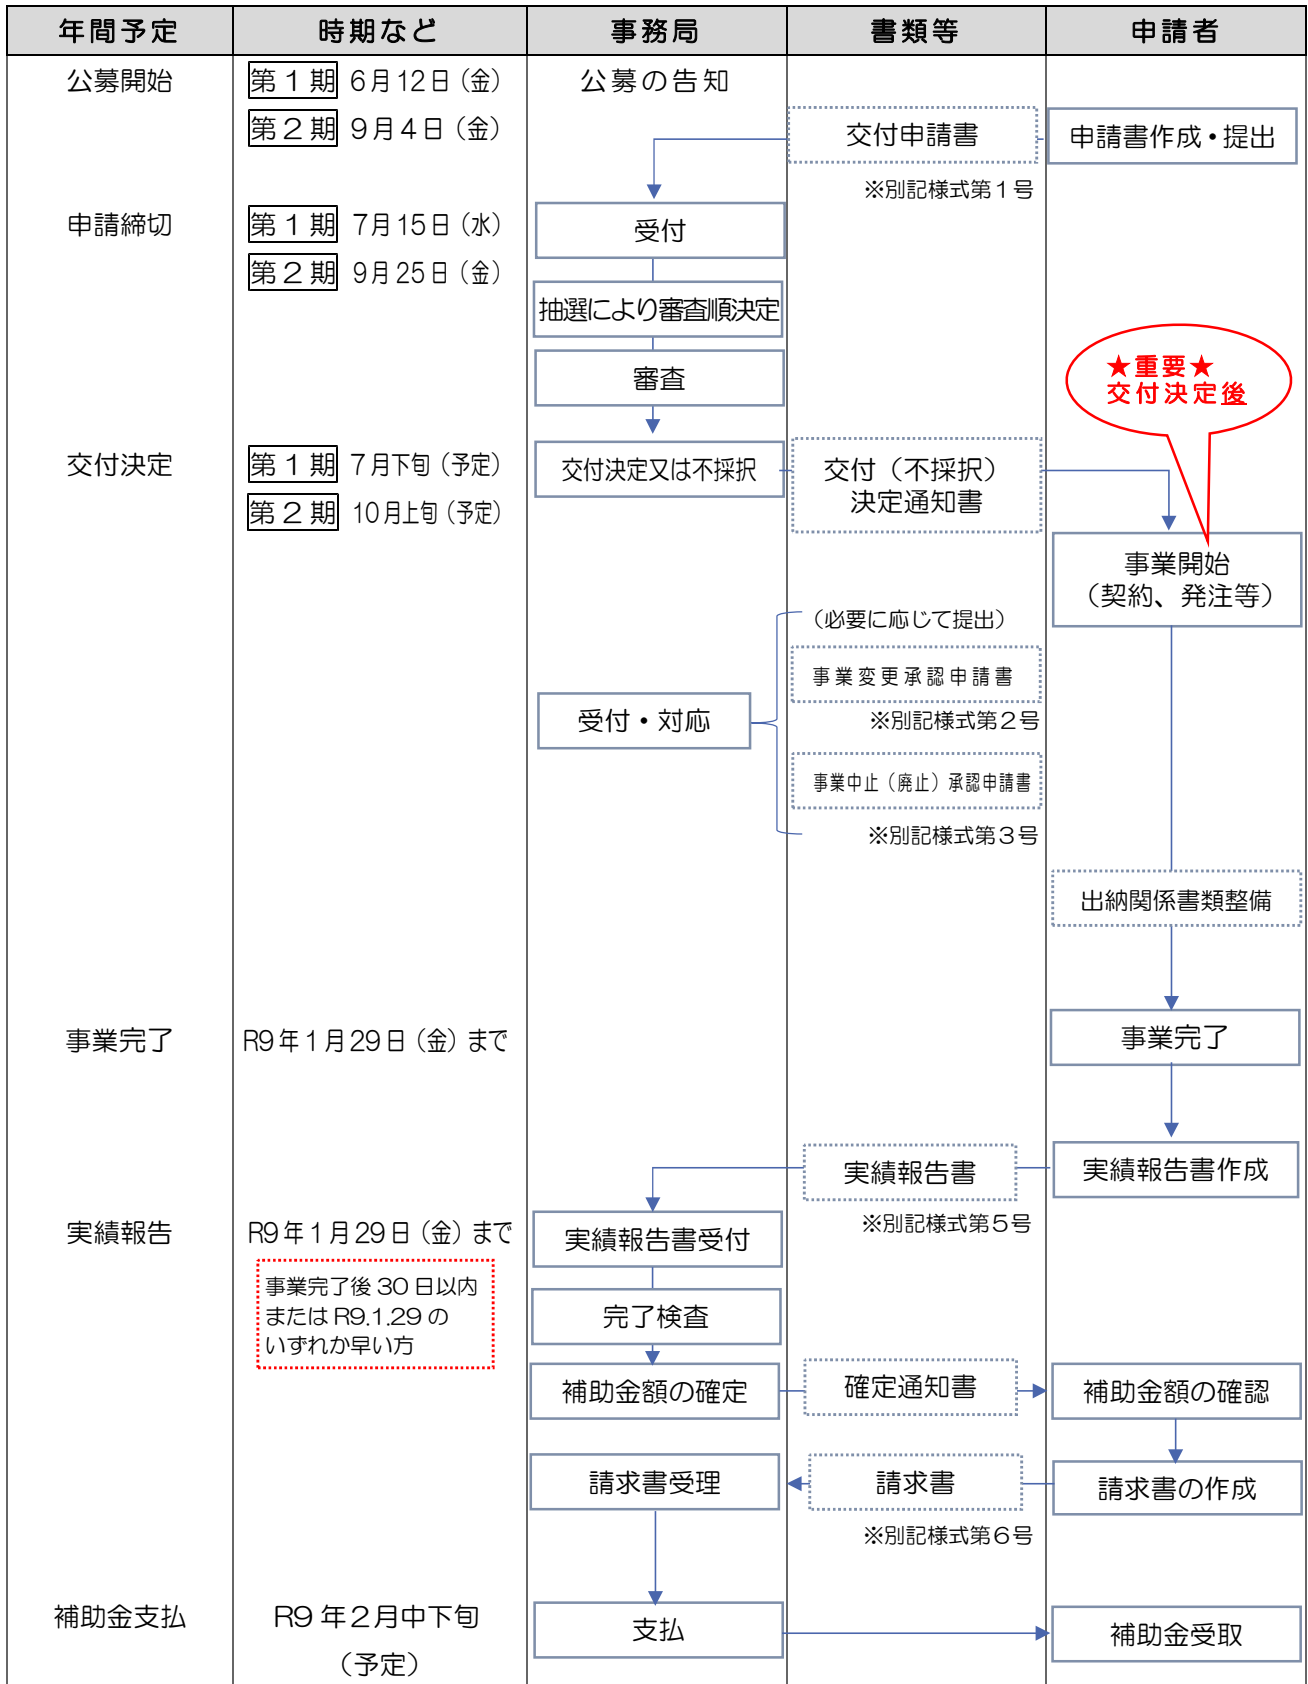 年間予定 時期など 事務局 書類等 申請者
公募開始 第1期 6月12日（金） 公募の告知
第2期 9月4日（金） 交付申請書 申請書作成・提出
※別記様式第1号
申請締切 第1期 7月15日（水） 受付
第2期 9月25日（金）
抽選により審査順決定
審査
★重要★
交付決定後
交付決定 第1期 7月下旬（予定） 交付決定又は不採択 交付（不採択）
決定通知書
第2期 10月上旬（予定）
事業開始
（契約、発注等）
（必要に応じて提出）
事業変更承認申請書
受付・対応 ※別記様式第2号
事業中止（廃止）承認申請書
※別記様式第3号
出納関係書類整備
事業完了 R9年1月29日（金）まで 事業完了
実績報告書 実績報告書作成
※別記様式第5号
実績報告 R9年1月29日（金）まで 実績報告書受付
事業完了後30日以内
またはR9.1.29の
いずれか早い方
完了検査
補助金額の確定 確定通知書 補助金額の確認
請求書受理 請求書 請求書の作成
※別記様式第6号
補助金支払 R9年2月中下旬 支払 補助金受取
（予定）